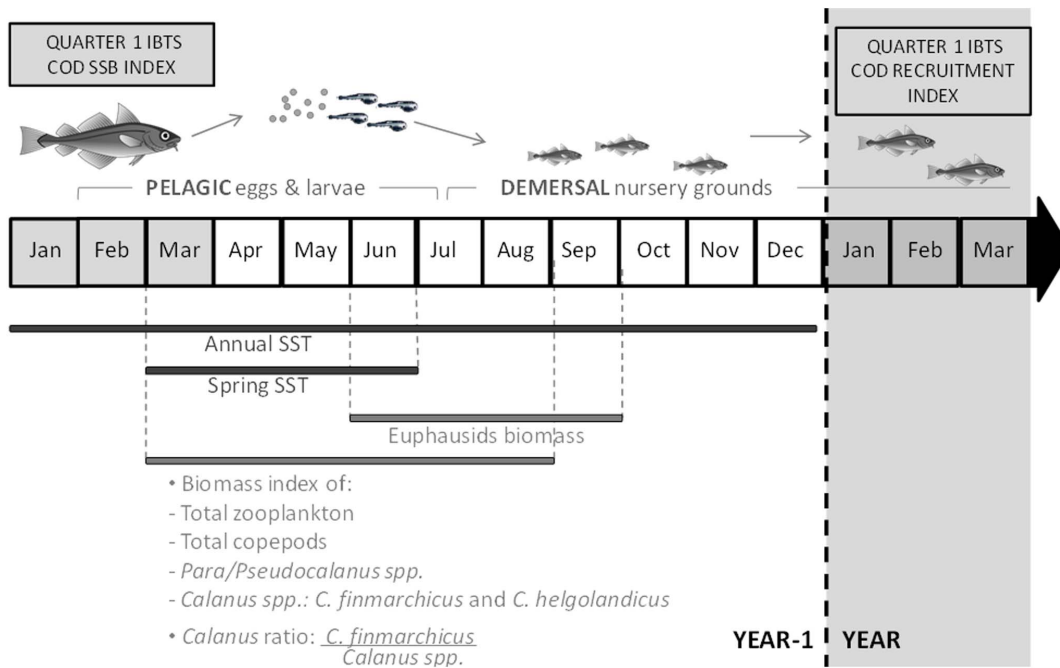 QUARTER 1 IBTS
COD SSB INDEX
QUARTER 1 IBTS
COD RECRUITMENT
INDEX
PELAGIC eggs & larvae
DEMERSAL nursery grounds
Jan Feb Mar Apr May Jun Jul Aug Sep Oct Nov Dec Jan Feb Mar
Annual SST
Spring SST
Euphausids biomass
• Biomass index of:
- Total zooplankton
- Total copepods
- Para/Pseudocalanus spp.
- Calanus spp.: C. finmarchicus and C. helgolandicus
• Calanus ratio: C. finmarchicus
Calanus spp.
YEAR-1 YEAR